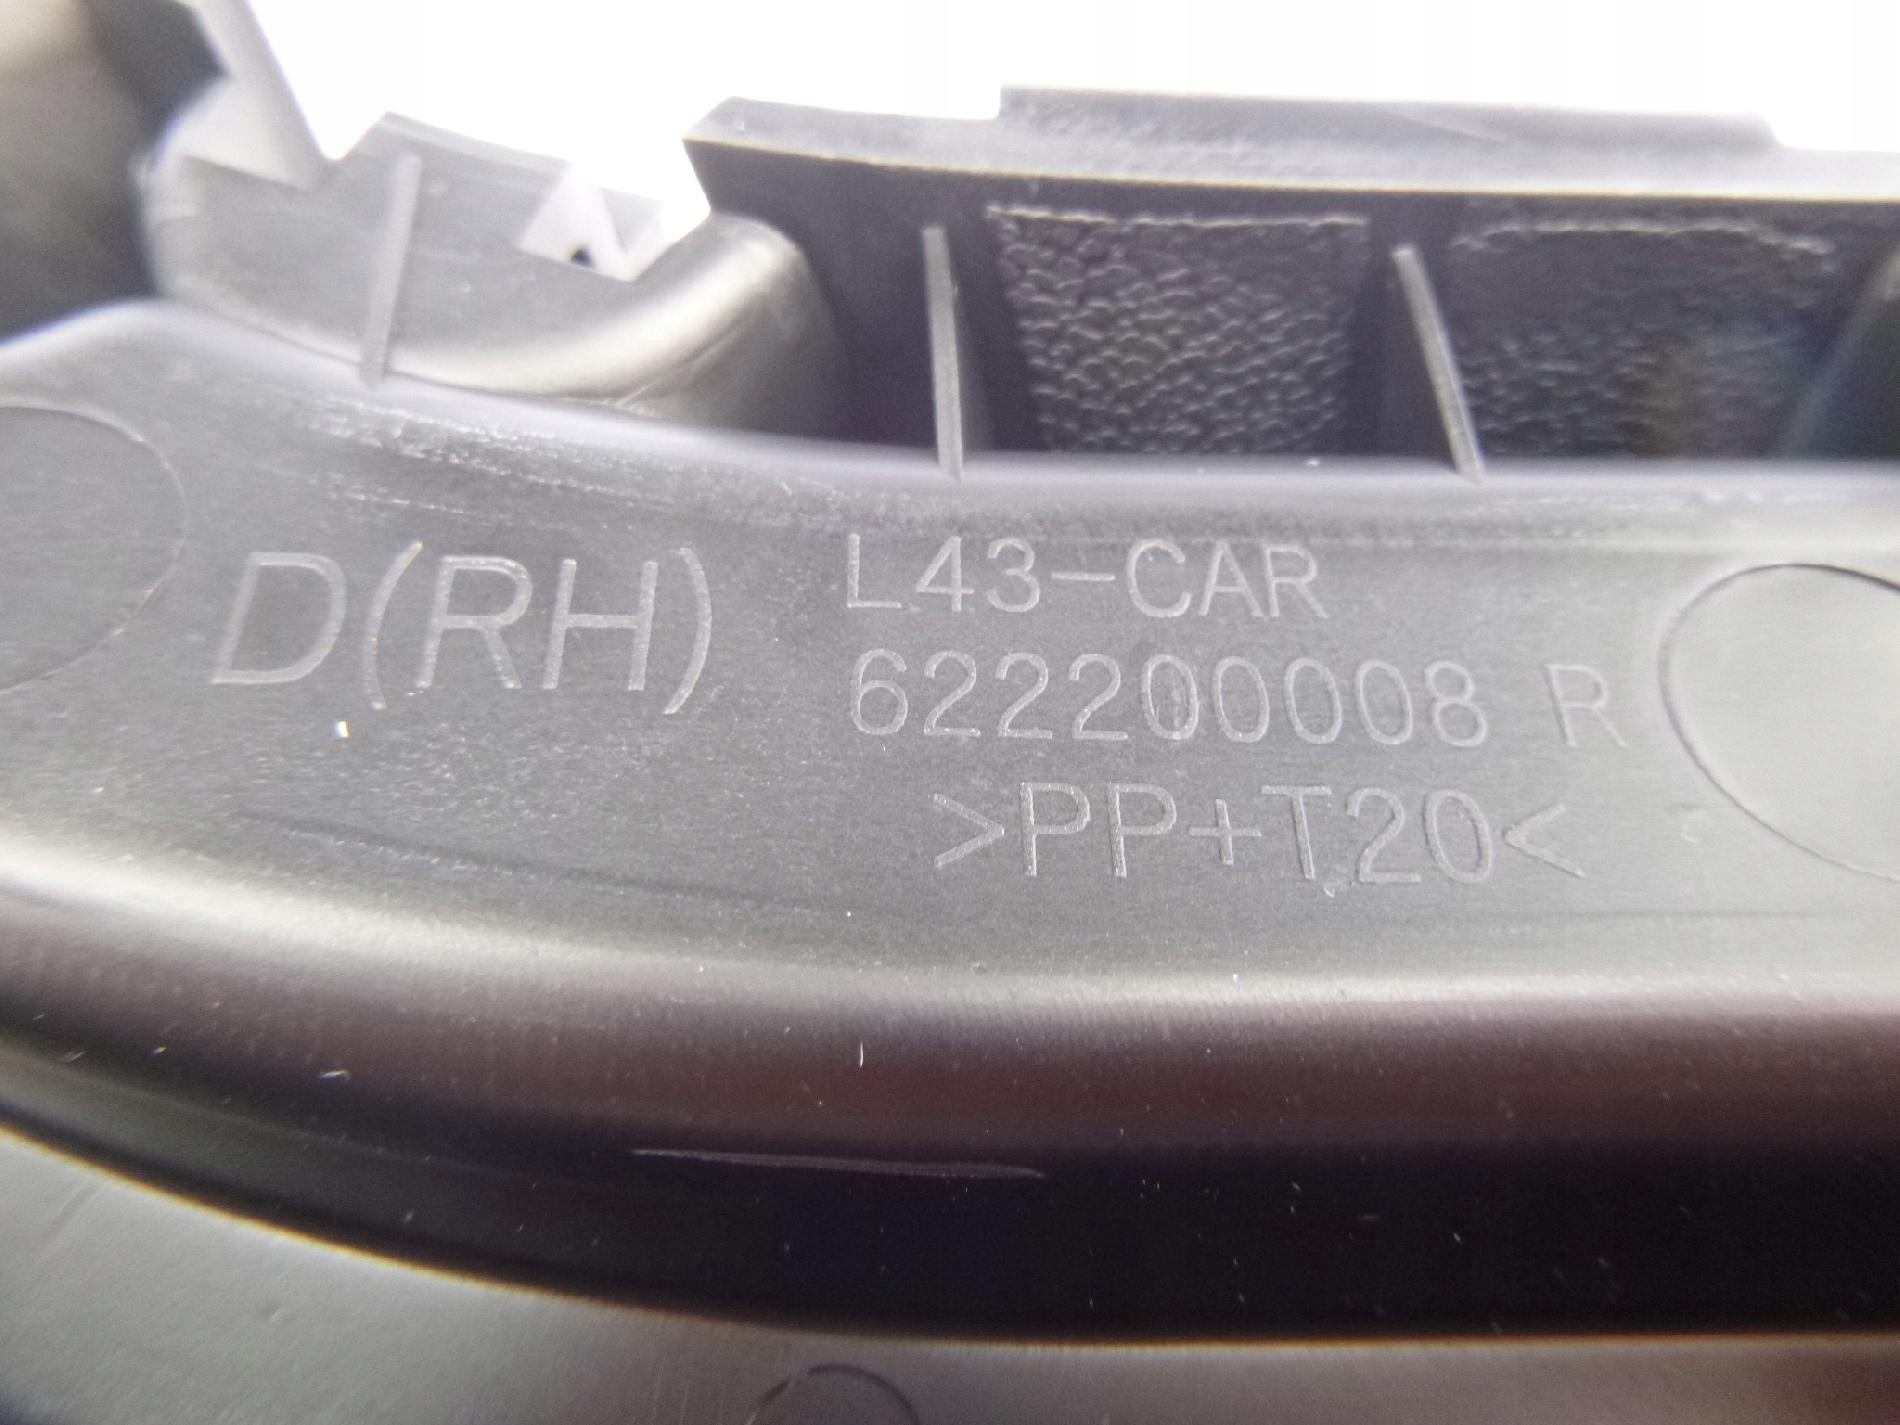 D(RH)
L43-CAR
622200008 R
>PP+T20<